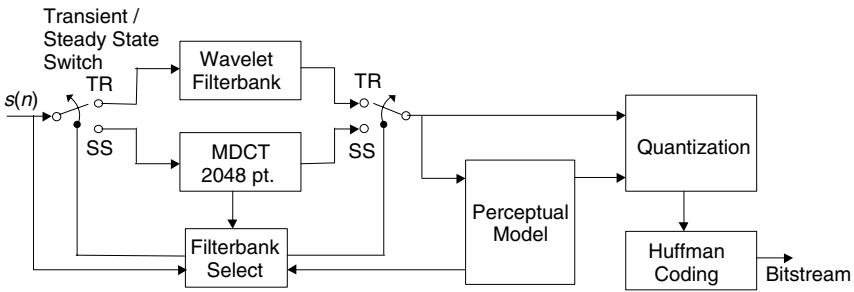 Transient /
Steady State
Switch
s(n)
TR
SS
Wavelet
Filterbank
MDCT
2048 pt.
Filterbank
Select
TR
SS
Perceptual
Model
Quantization
Huffman
Coding
Bitstream